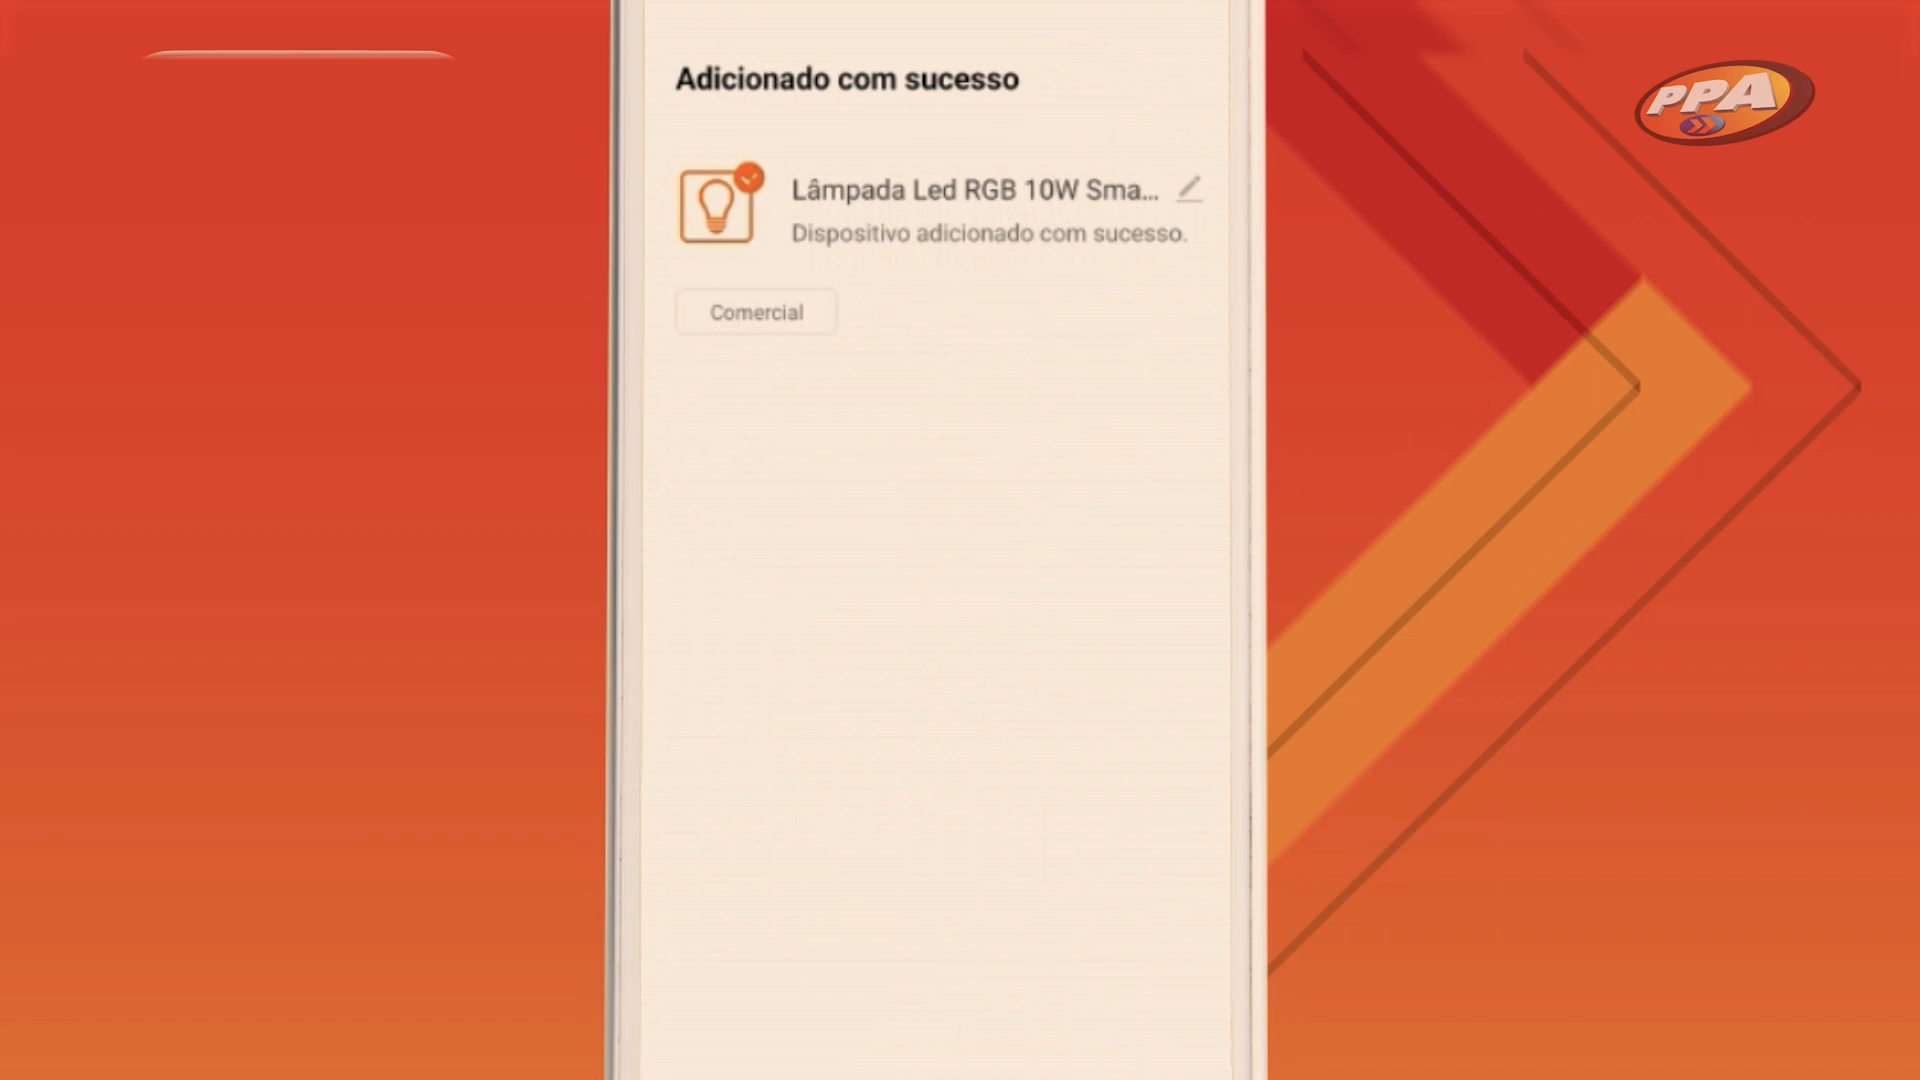 Adicionado com sucesso
PPA
Lâmpada Led RGB 10W Sma...
Dispositivo adicionado com sucesso.
Comercial